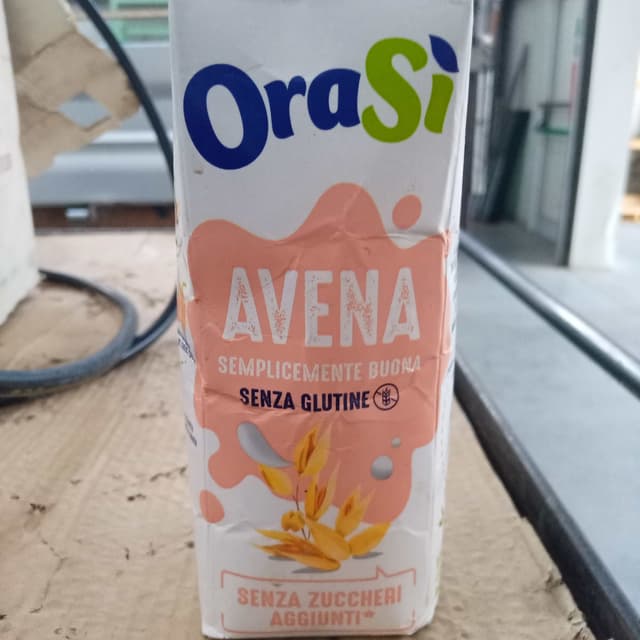 OraSì
AVENA
SEMPLICEMENTE BUONA
SENZA GLUTINE
SENZA ZUCCHERI
AGGIUNTI*